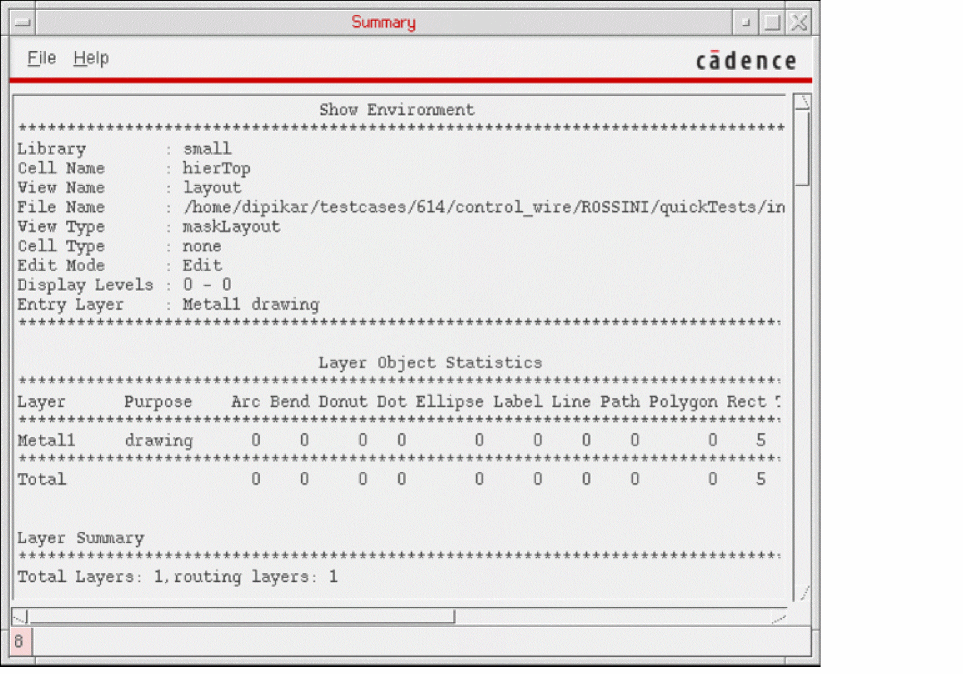 Summary
File Help
cādence
Show Environment
*******************************************************************************
Library : small
Cell Name : hierTop
View Name : layout
File Name : /home/dipikar/testcases/614/control_wire/ROSSINI/quickTests/in
View Type : maskLayout
Cell Type : none
Edit Mode : Edit
Display Levels : 0 - 0
Entry Layer : Metal1 drawing
*******************************************************************************
Layer Object Statistics
*******************************************************************************
Layer Purpose Arc Bend Donut Dot Ellipse Label Line Path Polygon Rect
*******************************************************************************
Metal1 drawing 0 0 0 0 0 0 0 0 0 5
*******************************************************************************
Total 0 0 0 0 0 0 0 0 0 5
Layer Summary
*******************************************************************************
Total Layers: 1, routing layers: 1
8